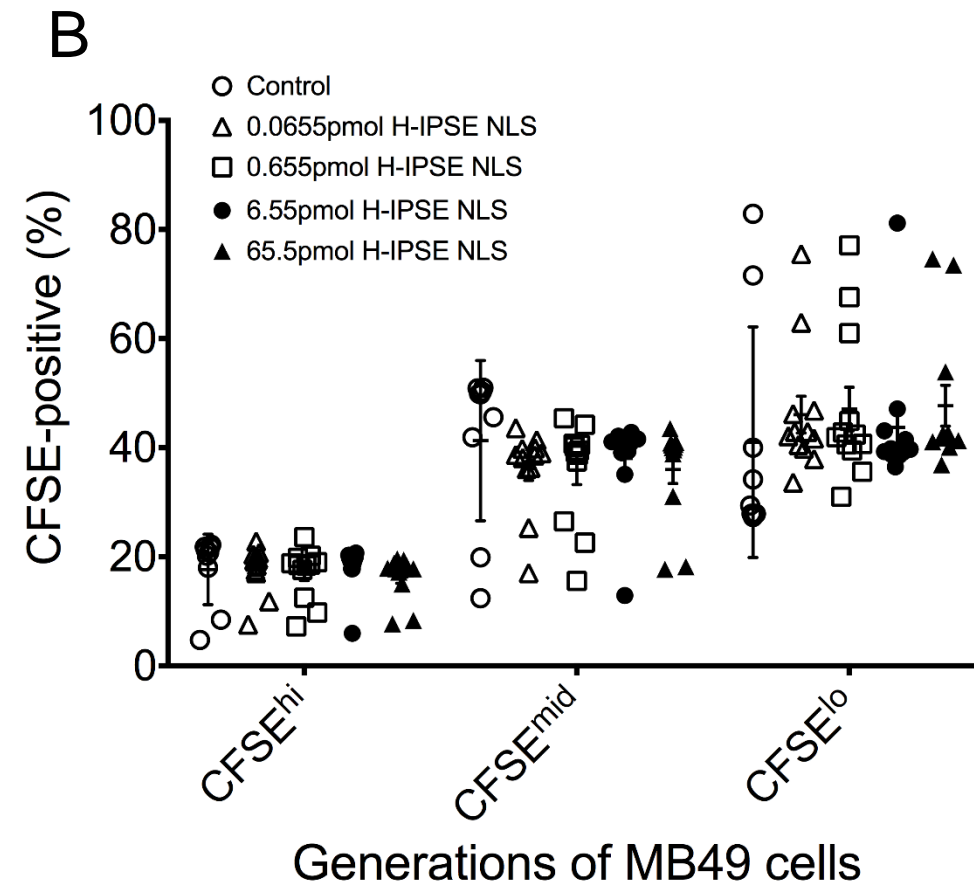 B
Control
0.0655pmol H-IPSE NLS
0.655pmol H-IPSE NLS
6.55pmol H-IPSE NLS
65.5pmol H-IPSE NLS
100
80
60
40
20
0
CFSE-positive (%)
CFSEhi
CFSEmid
CFSElo
Generations of MB49 cells